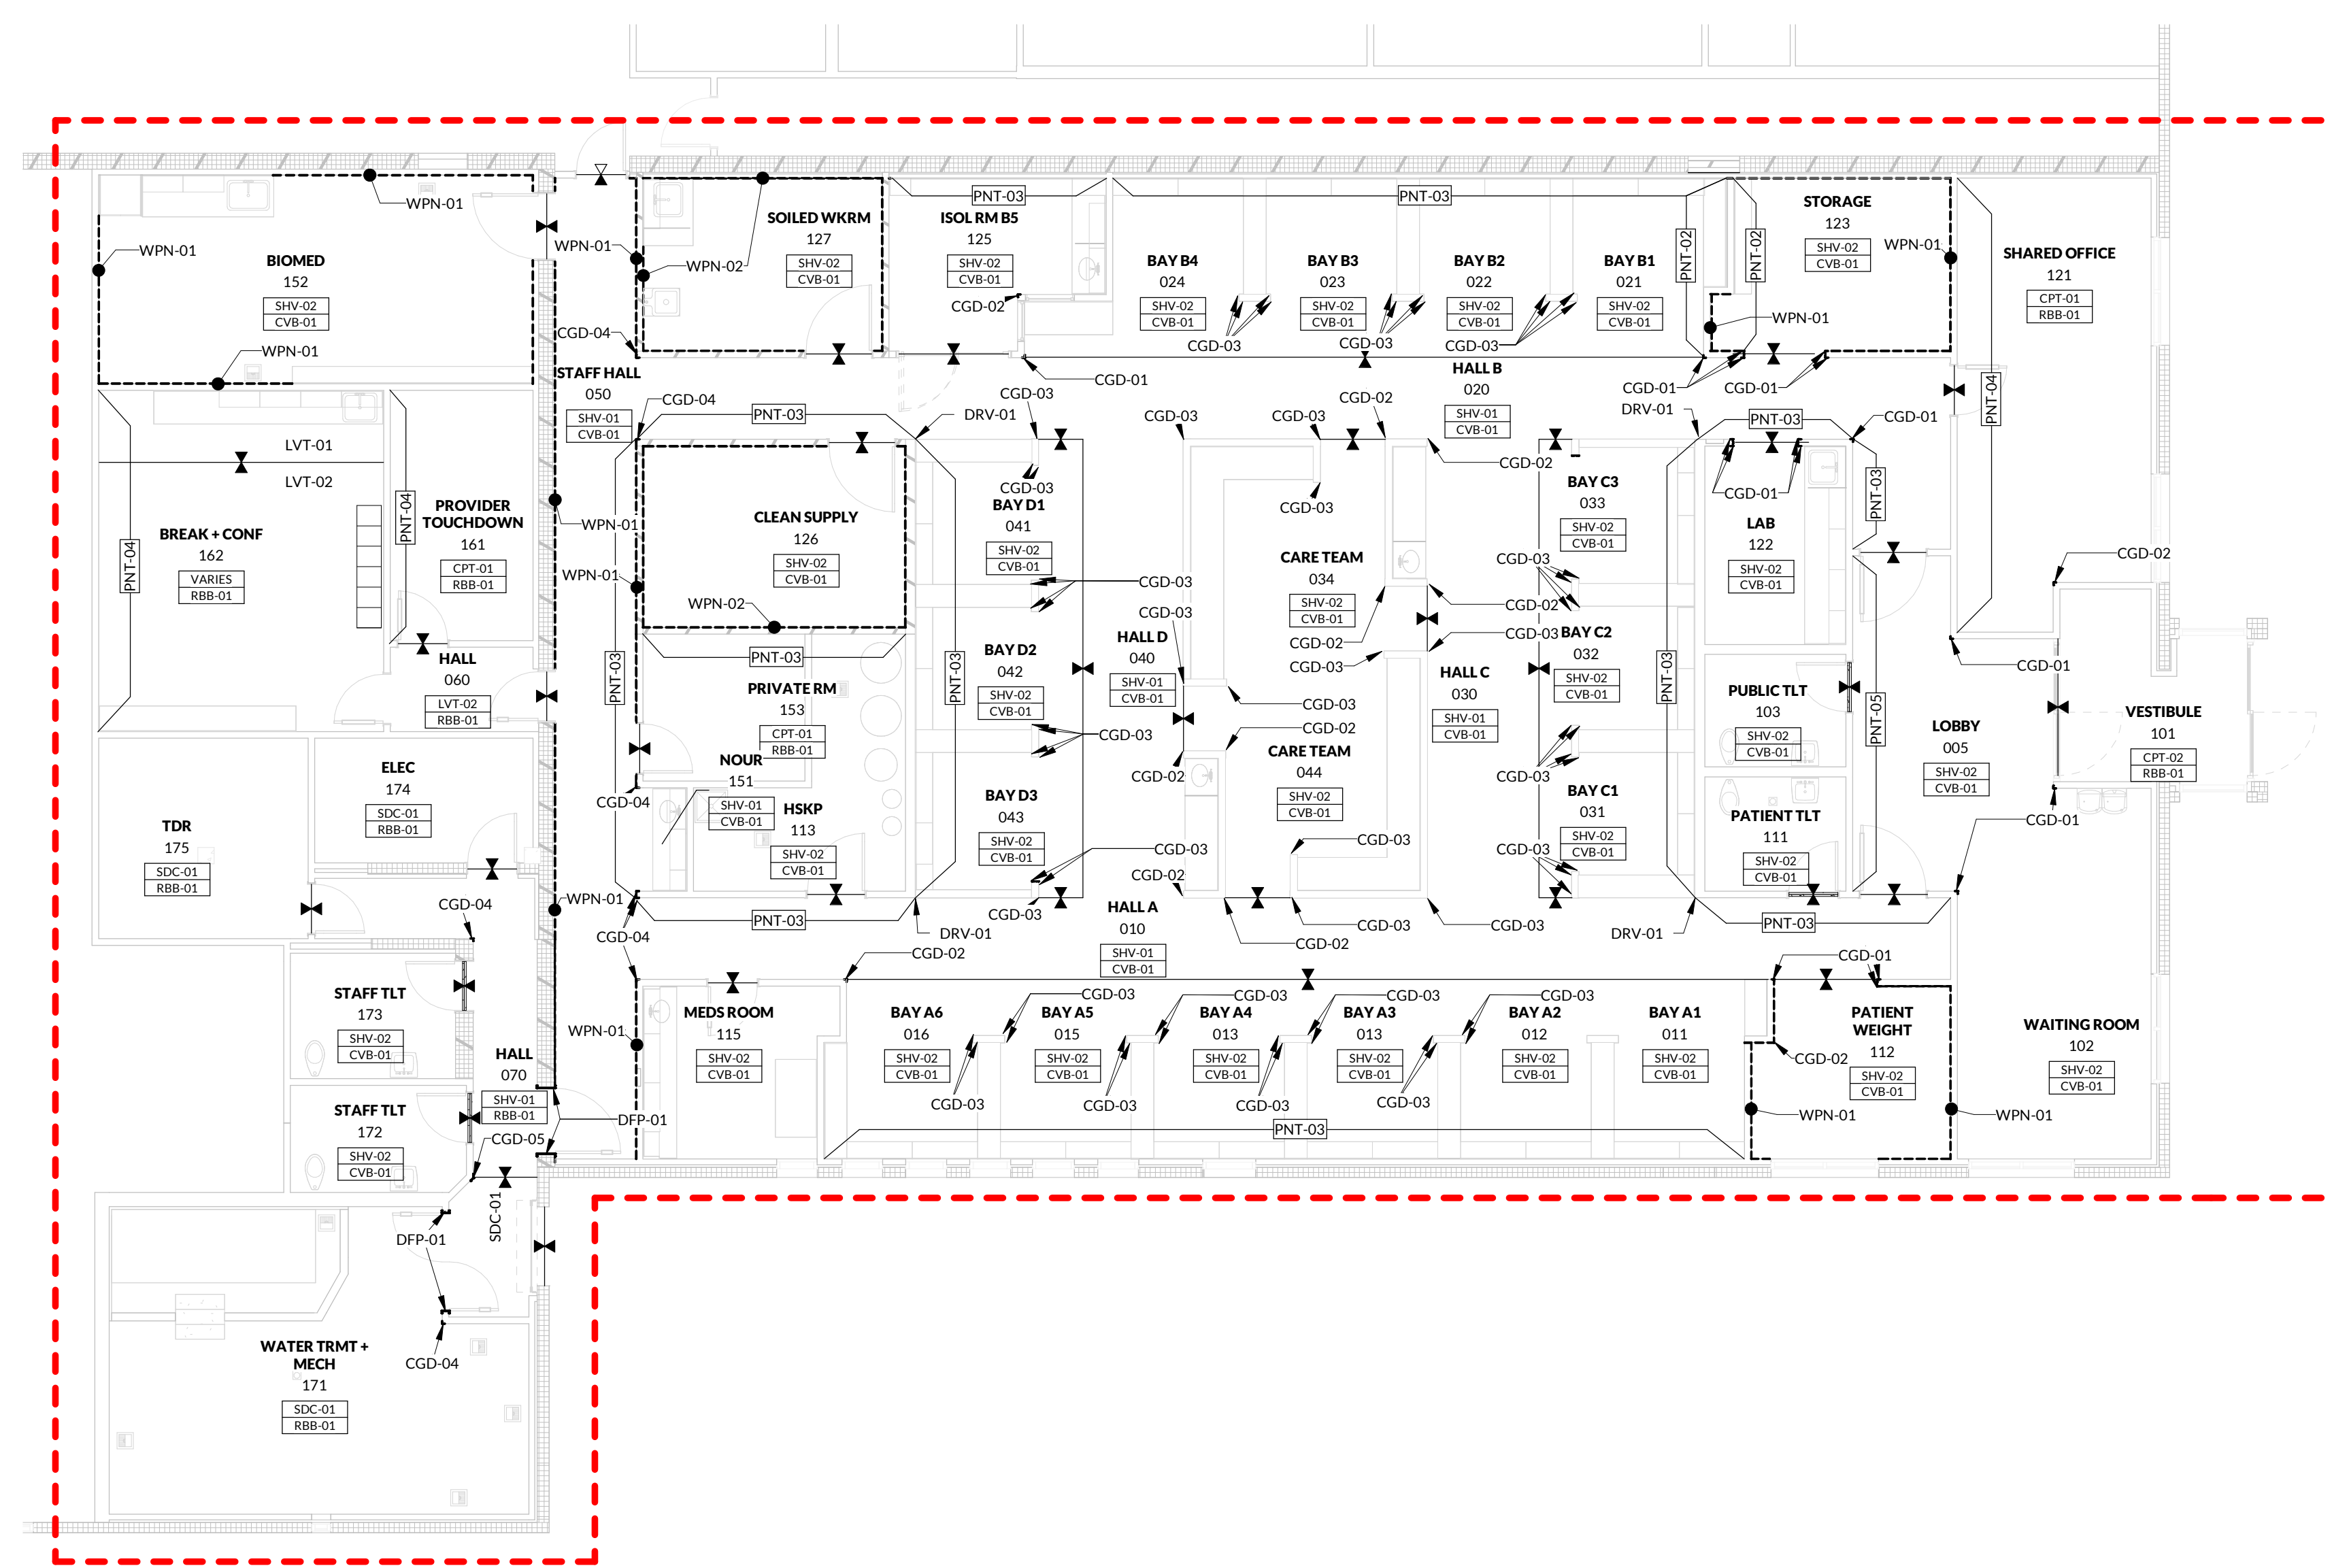 PNT-03
PNT-03
WPN-01
WPN-01
BIOMED
152
SHV-02
CVB-01
WPN-01
WPN-01
SOILED WKRM
127
SHV-02
CVB-01
WPN-02
CGD-04
ISOL RM B5
125
SHV-02
CVB-01
CGD-02
BAY B4
024
SHV-02
CVB-01
CGD-03
BAY B3
023
SHV-02
CVB-01
CGD-03
BAY B2
022
SHV-02
CVB-01
CGD-03
BAY B1
021
SHV-02
CVB-01
PNT-02
PNT-02
STORAGE
123
SHV-02
CVB-01
WPN-01
WPN-01
SHARED OFFICE
121
CPT-01
RBB-01
CGD-01
CGD-01
CGD-01
PNT-04
STAFF HALL
050
SHV-01
CVB-01
CGD-04
PNT-03
DRV-01
CGD-03
CGD-03
CGD-03
CGD-02
HALL B
020
SHV-01
CVB-01
DRV-01
PNT-03
CGD-01
LVT-01
LVT-02
PNT-04
PNT-04
BREAK + CONF
162
VARIES
RBB-01
PROVIDER
TOUCHDOWN
161
CPT-01
RBB-01
WPN-01
WPN-01
CLEAN SUPPLY
126
SHV-02
CVB-01
WPN-02
CGD-03
BAY D1
041
SHV-02
CVB-01
CGD-03
CGD-03
CGD-03
CARE TEAM
034
SHV-02
CVB-01
CGD-02
CGD-02
CGD-02
CGD-03
CGD-03
BAY C3
033
SHV-02
CVB-01
CGD-03
CGD-01
LAB
122
SHV-02
CVB-01
PNT-03
CGD-02
HALL
060
LVT-02
RBB-01
PNT-03
PNT-03
PNT-03
PRIVATE RM
153
CPT-01
RBB-01
BAY D2
042
SHV-02
CVB-01
CGD-03
HALL D
040
SHV-01
CVB-01
CGD-03
CGD-02
CGD-02
CARE TEAM
044
SHV-02
CVB-01
HALL C
030
SHV-01
CVB-01
BAY C2
032
SHV-02
CVB-01
CGD-03
PNT-03
PUBLIC TLT
103
SHV-02
CVB-01
PNT-05
CGD-01
LOBBY
005
SHV-02
CVB-01
VESTIBULE
101
CPT-02
RBB-01
ELEC
174
SDC-01
RBB-01
TDR
175
SDC-01
RBB-01
NOUR
151
SHV-01
CVB-01
CGD-04
HSKP
113
SHV-02
CVB-01
BAY D3
043
SHV-02
CVB-01
CGD-03
CGD-03
CGD-02
CGD-03
BAY C1
031
SHV-02
CVB-01
CGD-03
PATIENT TLT
111
SHV-02
CVB-01
CGD-01
CGD-04
WPN-01
CGD-04
PNT-03
DRV-01
CGD-02
HALL A
010
SHV-01
CVB-01
CGD-02
CGD-03
CGD-03
DRV-01
PNT-03
CGD-01
STAFF TLT
173
SHV-02
CVB-01
HALL
070
SHV-01
RBB-01
WPN-01
MEDS ROOM
115
SHV-02
CVB-01
CGD-03
CGD-03
CGD-03
CGD-03
BAY A6
016
SHV-02
CVB-01
CGD-03
BAY A5
015
SHV-02
CVB-01
CGD-03
BAY A4
013
SHV-02
CVB-01
CGD-03
BAY A3
013
SHV-02
CVB-01
CGD-03
BAY A2
012
SHV-02
CVB-01
BAY A1
011
SHV-02
CVB-01
PNT-03
PATIENT
WEIGHT
112
SHV-02
CVB-01
CGD-02
WPN-01
WPN-01
WAITING ROOM
102
SHV-02
CVB-01
STAFF TLT
172
SHV-02
CVB-01
DFP-01
CGD-05
SDC-01
DFP-01
CGD-04
WATER TRMT +
MECH
171
SDC-01
RBB-01